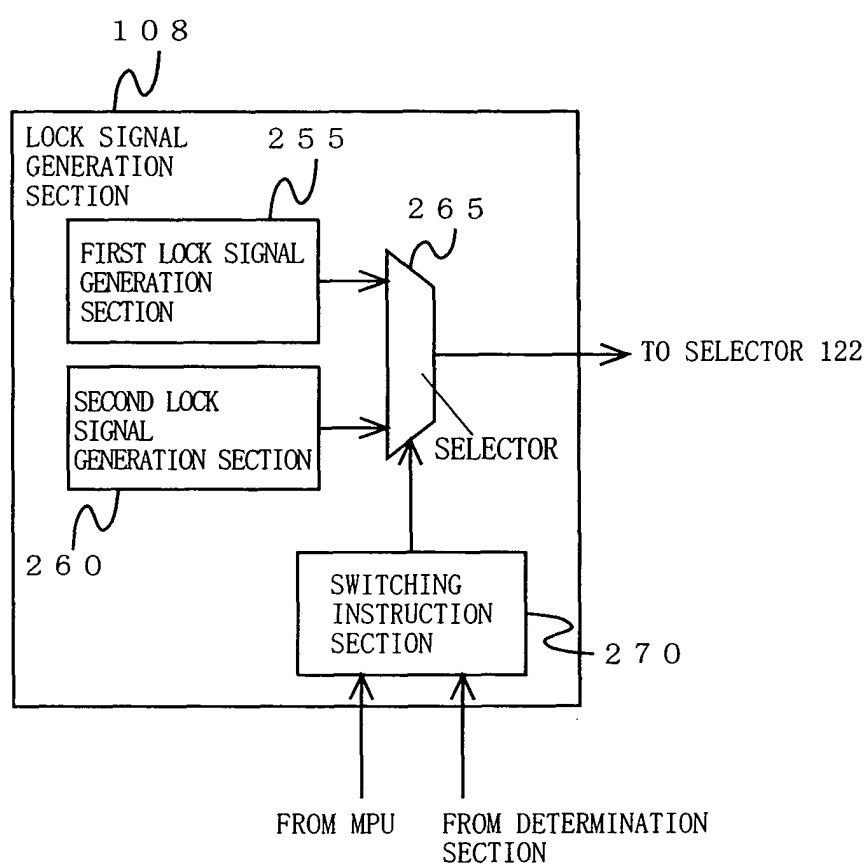 108
LOCK SIGNAL
GENERATION
SECTION
255
FIRST LOCK SIGNAL
GENERATION
SECTION
265
TO SELECTOR 122
SECOND LOCK
SIGNAL
GENERATION SECTION
SELECTOR
260
SWITCHING
INSTRUCTION
SECTION
270
FROM MPU
FROM DETERMINATION
SECTION